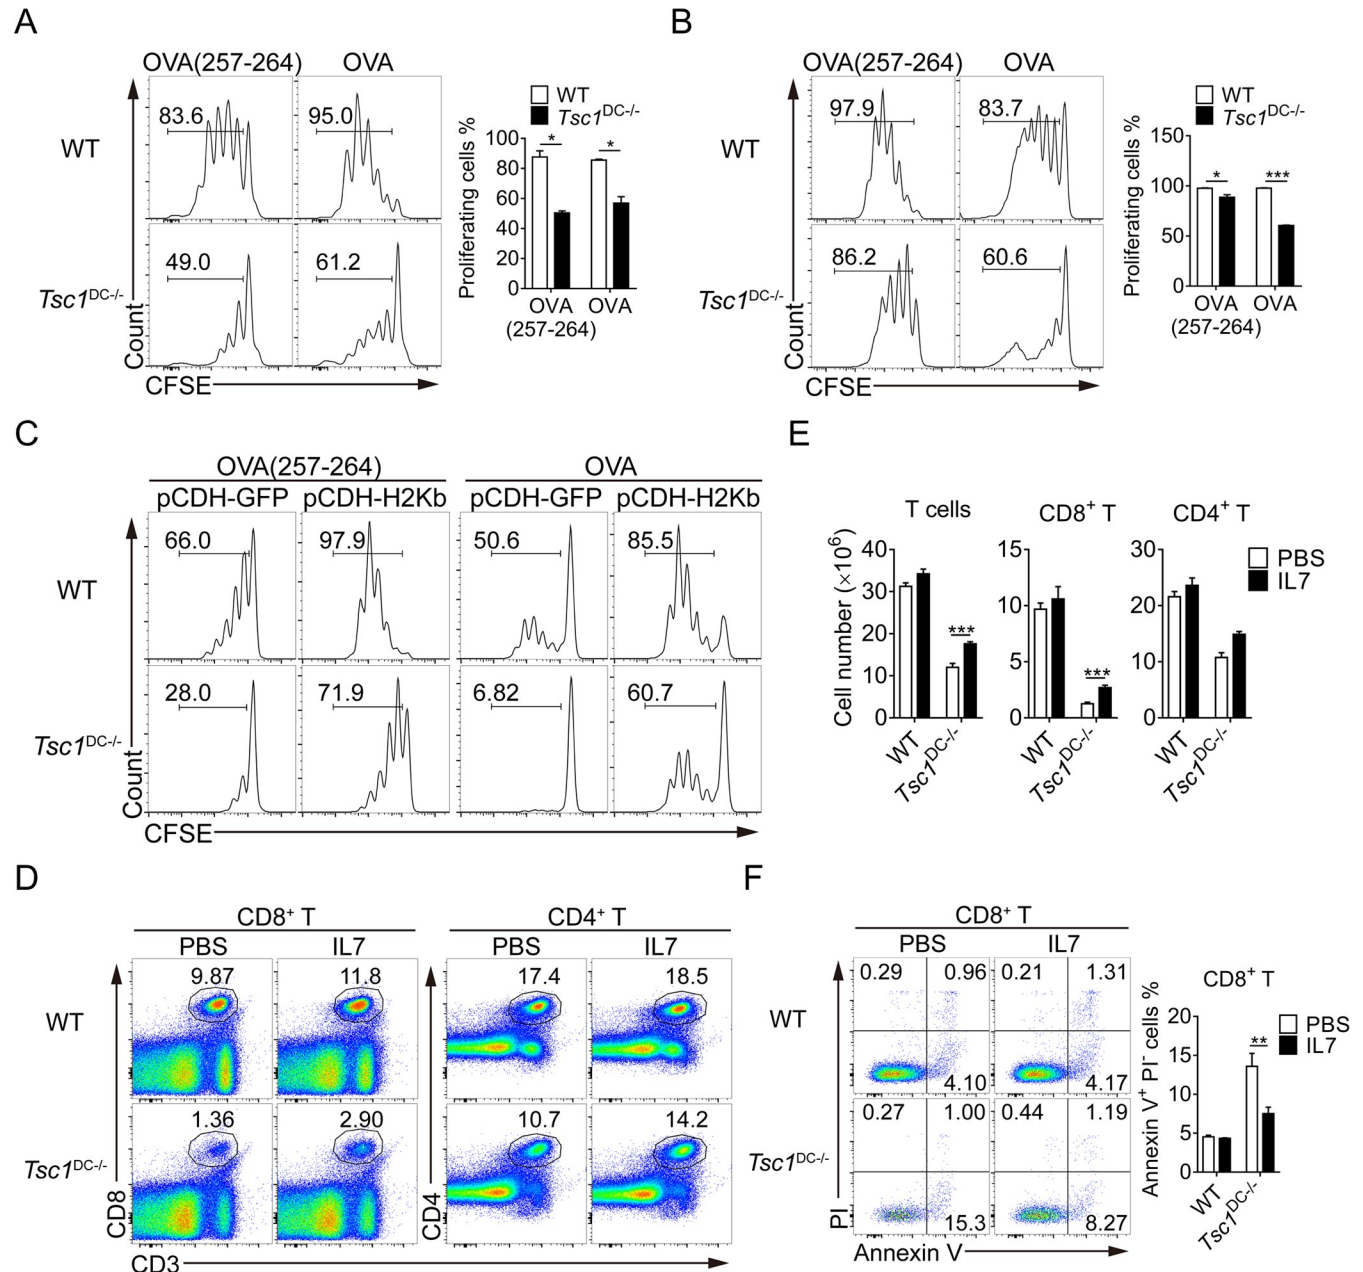 A
OVA(257-264) OVA
WT
83.6 95.0
Tsc1DC-/-
49.0 61.2
Count
CFSE
WT
Tsc1DC-/-
Proliferating cells %
100
80
60
40
20
0
* *
OVA OVA
(257-264)
B
OVA(257-264) OVA
WT
97.9 83.7
Tsc1DC-/-
86.2 60.6
Count
CFSE
WT
Tsc1DC-/-
Proliferating cells %
150
100
50
0
* ***
OVA OVA
(257-264)
C
OVA(257-264) OVA
pCDH-GFP pCDH-H2Kb pCDH-GFP pCDH-H2Kb
WT
66.0 97.9 50.6 85.5
Tsc1DC-/-
28.0 71.9 6.82 60.7
Count
CFSE
E
T cells CD8+ T CD4+ T
PBS
IL7
Cell number (×10⁶)
40
30
20
10
0
***
WT
Tsc1DC-/-
15
10
5
0
***
WT
Tsc1DC-/-
30
20
10
0
WT
Tsc1DC-/-
D
CD8+ T CD4+ T
PBS IL7 PBS IL7
WT
9.87 11.8 17.4 18.5
Tsc1DC-/-
1.36 2.90 10.7 14.2
CD8
CD4
CD3
F
CD8+ T
PBS IL7
WT
0.29 0.96 0.21 1.31
4.10 4.17
Tsc1DC-/-
0.27 1.00 0.44 1.19
15.3 8.27
PI
Annexin V
CD8+ T
PBS
IL7
Annexin V+ PI- cells %
20
15
10
5
0
**
WT
Tsc1DC-/-